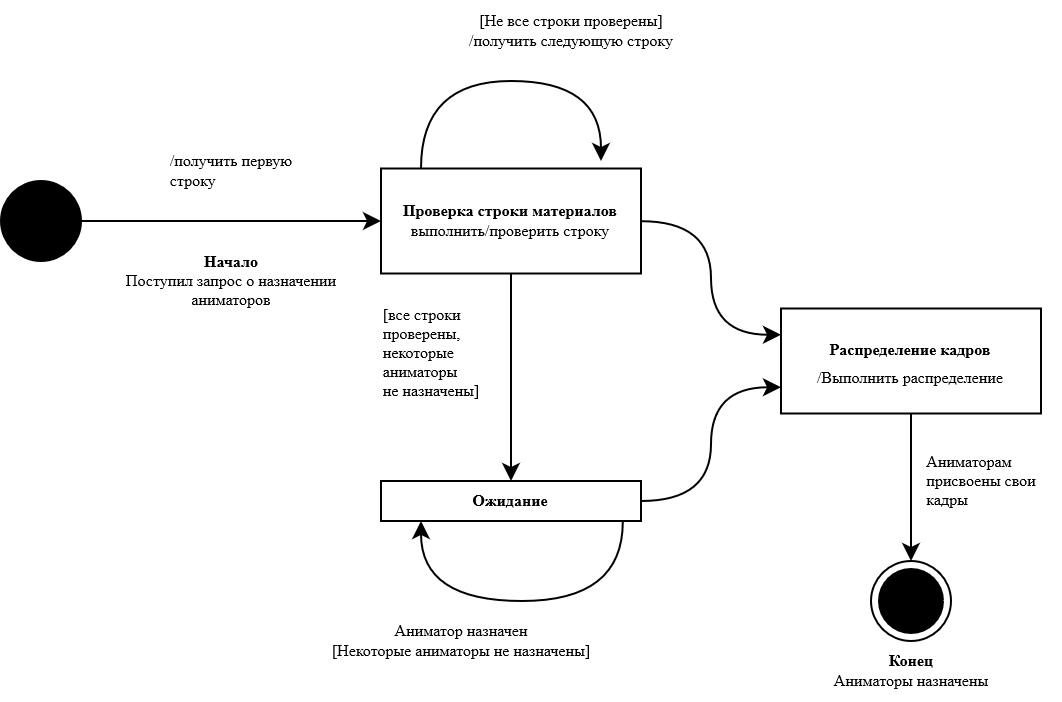 [Не все строки проверены]
/получить следующую строку
/получить первую
строку
Проверка строки материалов
выполнить/проверить строку
Начало
Поступил запрос о назначении
аниматоров
[все строки
проверены,
некоторые
аниматоры
не назначены]
Распределение кадров
/Выполнить распределение
Аниматорам
присвоены свои
кадры
Ожидание
Аниматор назначен
[Некоторые аниматоры не назначены]
Конец
Аниматоры назначены